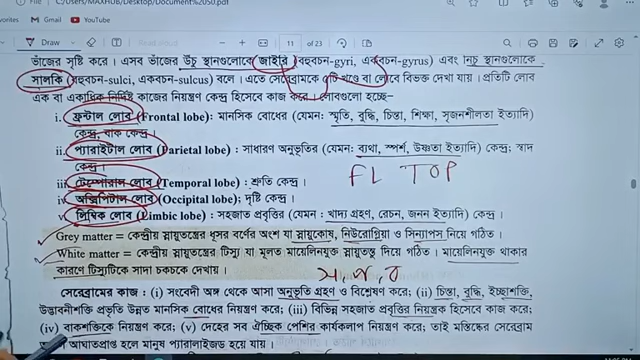 C:/Users/MAXHUB/Desktop/Document%2050.pdf
Favorites Gmail YouTube
Draw 11 of 23
ভাঁজের সৃষ্টি করে। এসব ভাঁজের উঁচু স্থানগুলোকে জাইরি (বহুবচন-gyri, একবচন-gyrus) এবং নিচু স্থানগুলোকে
সালকি (বহুবচন-sulci, একবচন-sulcus) বলে। এতে সেরেব্রামকে ৫টি খণ্ডে বা লোবে বিভক্ত দেখা যায়। প্রতিটি লোব
এক বা একাধিক নির্দিষ্ট কাজের নিয়ন্ত্রণ কেন্দ্র হিসেবে কাজ করে। লোবগুলো হচ্ছে-
i. ফ্রন্টাল লোব (Frontal lobe): মানসিক বোধের (যেমন: স্মৃতি, বুদ্ধি, চিন্তা, শিক্ষা, সৃজনশীলতা ইত্যাদি)
কেন্দ্র, বাক কেন্দ্র।
ii. প্যারাইটাল লোব (Parietal lobe): সাধারণ অনুভূতির (যেমন: ব্যথা, স্পর্শ, উষ্ণতা ইত্যাদি) কেন্দ্র, স্বাদ
কেন্দ্র।
iii. টেম্পোরাল লোব (Temporal lobe): শ্রুতি কেন্দ্র।
FL TOP
iv. অক্সিপিটাল লোব (Occipital lobe): দৃষ্টি কেন্দ্র।
v. লিম্বিক লোব (Limbic lobe): সহজাত প্রবৃত্তির (যেমন: খাদ্য গ্রহণ, রেচন, জনন ইত্যাদি) কেন্দ্র।
Grey matter = কেন্দ্রীয় স্নায়ুতন্ত্রের ধূসর বর্ণের অংশ যা স্নায়ুকোষ, নিউরোগ্লিয়া ও সিন্যাপস নিয়ে গঠিত।
White matter = কেন্দ্রীয় স্নায়ুতন্ত্রের টিস্যু যা মূলত মায়েলিনযুক্ত স্নায়ুতন্তু দিয়ে গঠিত। মায়েলিনযুক্ত থাকার
কারণে টিস্যুটিকে সাদা চকচকে দেখায়।
সেরেব্রামের কাজ: (i) সংবেদী অঙ্গ থেকে আসা অনুভূতি গ্রহণ ও বিশ্লেষণ করে; (ii) চিন্তা, বুদ্ধি, ইচ্ছাশক্তি,
উদ্ভাবনীশক্তি প্রভৃতি উন্নত মানসিক বোধের নিয়ন্ত্রণ করে; (iii) বিভিন্ন সহজাত প্রবৃত্তির নিয়ন্ত্রক হিসেবে কাজ করে;
(iv) বাকশক্তিকে নিয়ন্ত্রণ করে; (v) দেহের সব ঐচ্ছিক পেশির কার্যকলাপ নিয়ন্ত্রণ করে; তাই মস্তিষ্কের সেরেব্রাম
আঘাতপ্রাপ্ত হলে মানুষ প্যারালাইজড হয়ে যায়।